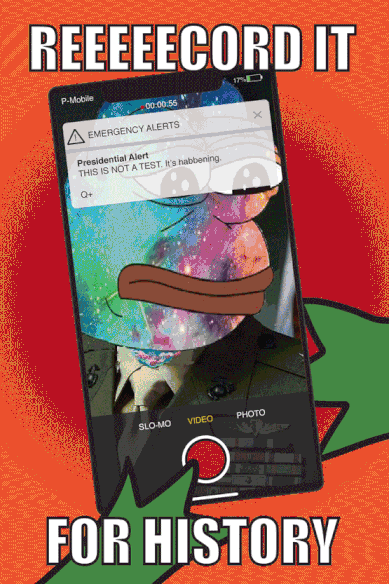 REEEEECORD IT
17%
P-Mobile
00:00:55
EMERGENCY ALERTS
Presidential Alert
THIS IS NOT A TEST. It's habbening.
Q+
SLO-MO VIDEO PHOTO
FOR HISTORY